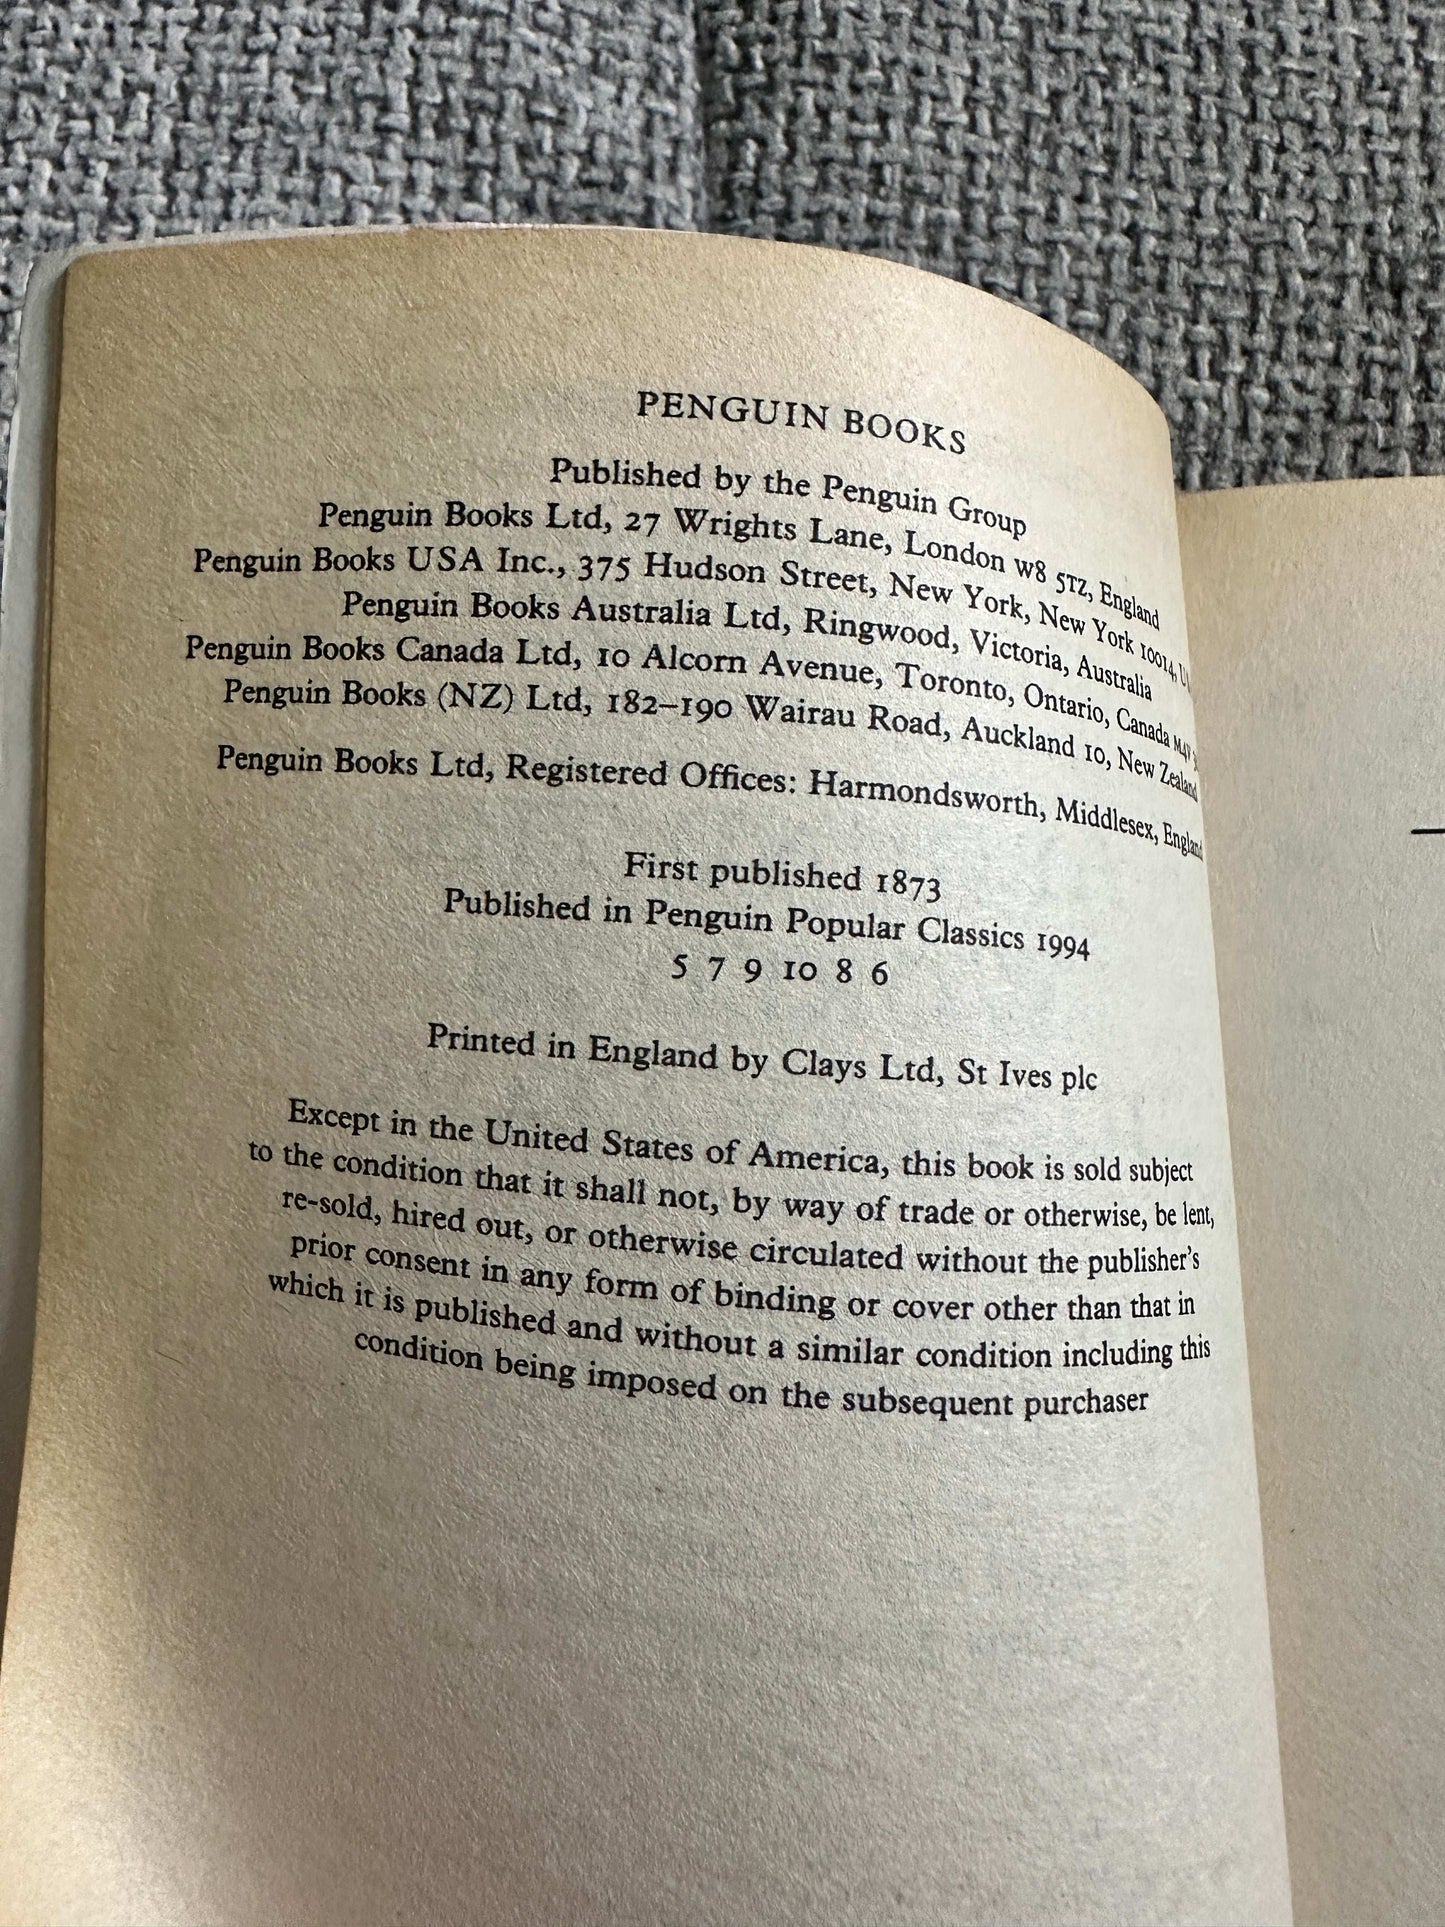 PENGUIN BOOKS
Published by the Penguin Group
Penguin Books Ltd, 27 Wrights Lane, London W8 5TZ, England
Penguin Books USA Inc., 375 Hudson Street, New York, New York 10014,
Penguin Books Australia Ltd, Ringwood, Victoria, Australia
Penguin Books Canada Ltd, 10 Alcorn Avenue, Toronto, Ontario, Canada M4V
Penguin Books (NZ) Ltd, 182–190 Wairau Road, Auckland 10, New Zealand
Penguin Books Ltd, Registered Offices: Harmondsworth, Middlesex, England
First published 1873
Published in Penguin Popular Classics 1994
5 7 9 10 8 6
Printed in England by Clays Ltd, St Ives plc
Except in the United States of America, this book is sold subject
to the condition that it shall not, by way of trade or otherwise, be lent,
re-sold, hired out, or otherwise circulated without the publisher's
prior consent in any form of binding or cover other than that in
which it is published and without a similar condition including this
condition being imposed on the subsequent purchaser